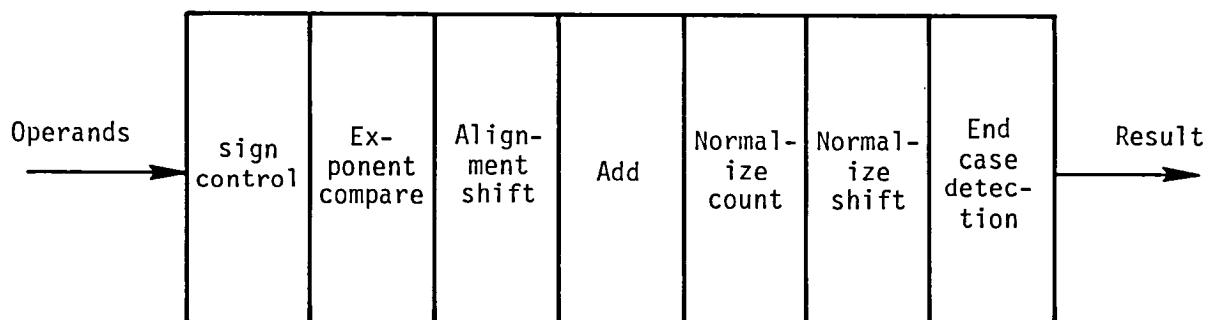 Operands
sign
control
Ex-
ponent
compare
Align-
ment
shift
Add
Normal-
ize
count
Normal-
ize
shift
End
case
detec-
tion
Result